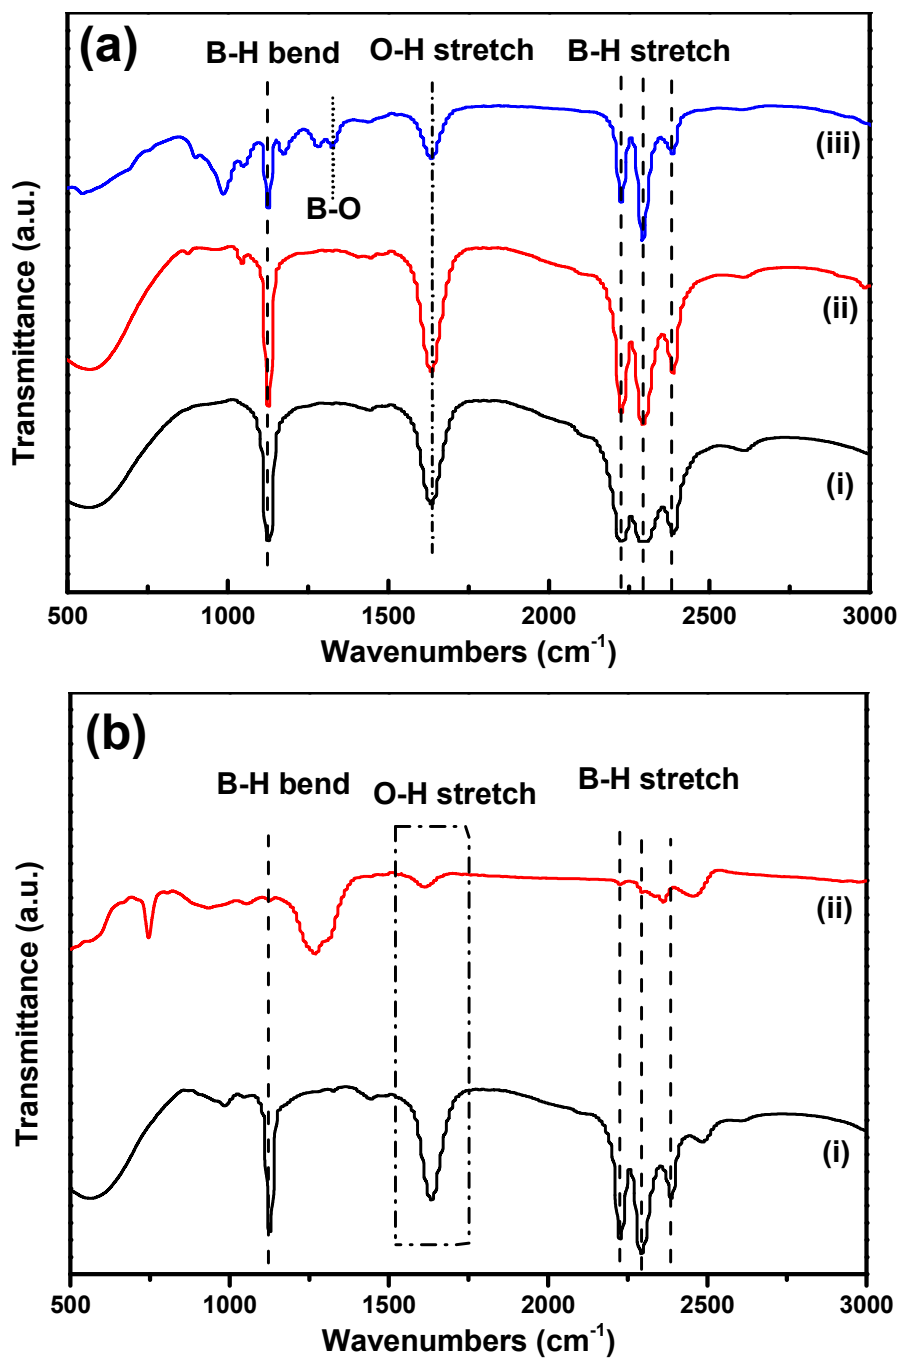 (a)
B-H bend
O-H stretch
B-H stretch
(iii)
B-O
(ii)
(i)
Transmittance (a.u.)
500 1000 1500 2000 2500 3000
Wavenumbers (cm⁻¹)
(b)
B-H bend
O-H stretch
B-H stretch
(ii)
(i)
Transmittance (a.u.)
500 1000 1500 2000 2500 3000
Wavenumbers (cm⁻¹)